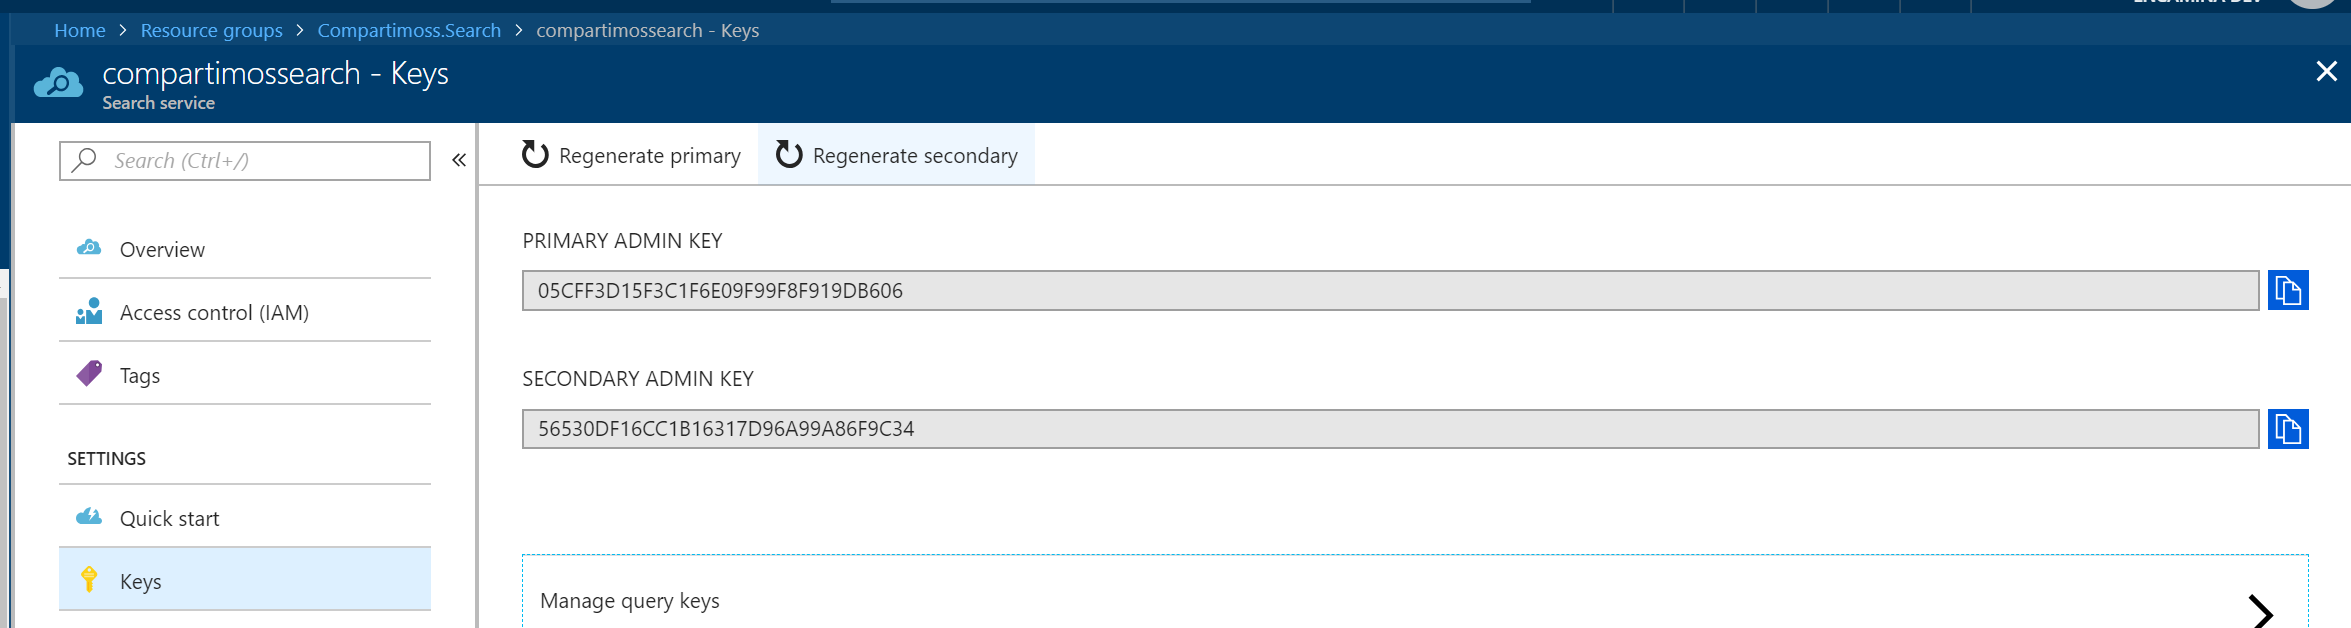 Home > Resource groups > Compartimoss.Search > compartimossearch - Keys
compartimossearch - Keys
Search service
Search (Ctrl+/)
«
Regenerate primary
Regenerate secondary
Overview
Access control (IAM)
Tags
SETTINGS
Quick start
Keys
PRIMARY ADMIN KEY
05CFF3D15F3C1F6E09F99F8F919DB606
SECONDARY ADMIN KEY
56530DF16CC1B16317D96A99A86F9C34
Manage query keys